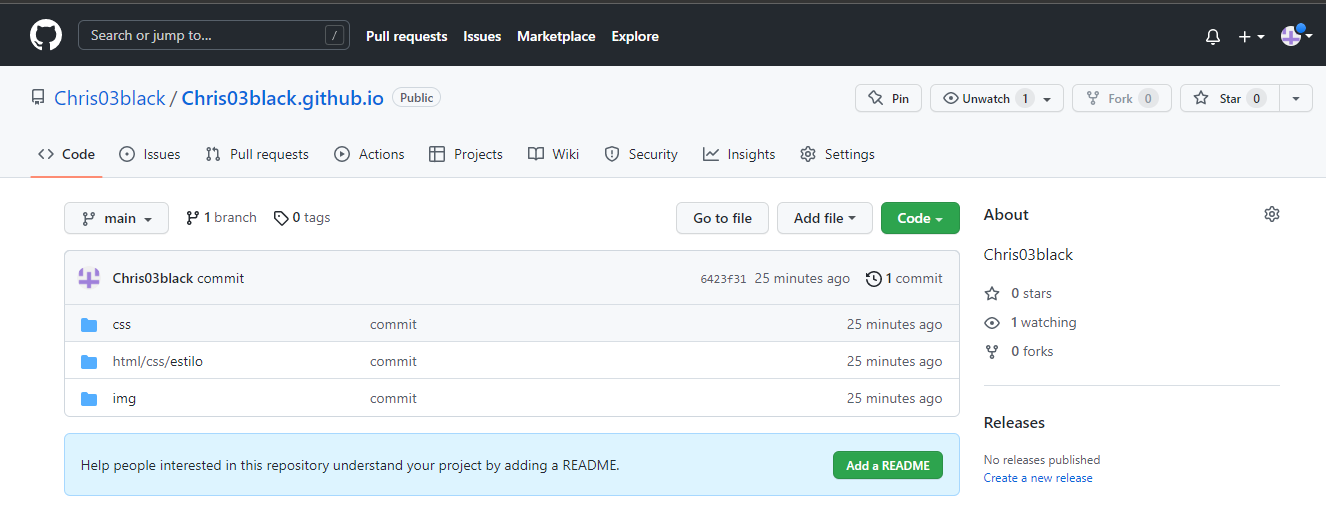 Search or jump to... / Pull requests Issues Marketplace Explore
Chris03black / Chris03black.github.io Public Pin Unwatch 1 Fork 0 Star 0
Code Issues Pull requests Actions Projects Wiki Security Insights Settings
main 1 branch 0 tags Go to file Add file Code
Chris03black commit 6423f31 25 minutes ago 1 commit
css commit 25 minutes ago
html/css/estilo commit 25 minutes ago
img commit 25 minutes ago
Help people interested in this repository understand your project by adding a README. Add a README
About
Chris03black
0 stars
1 watching
0 forks
Releases
No releases published
Create a new release